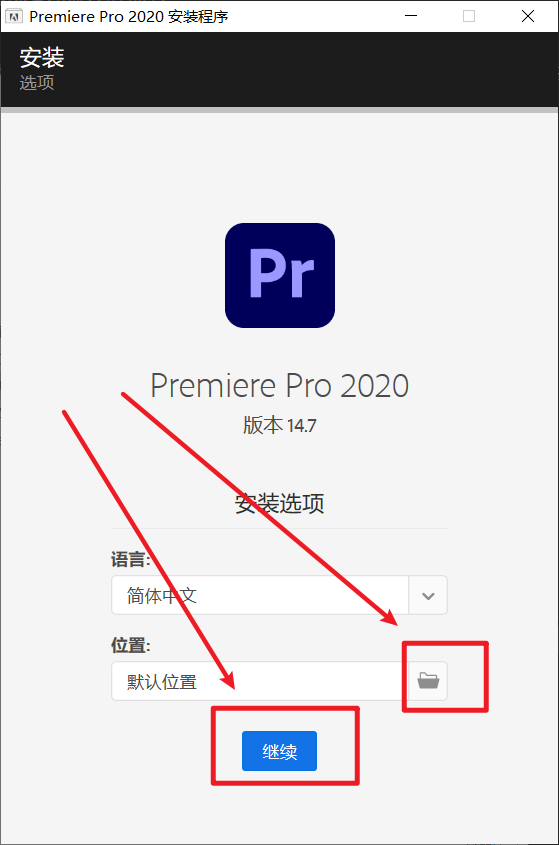 Premiere Pro 2020 安装程序
安装
选项
Pr
Premiere Pro 2020
版本 14.7
安装选项
语言:
简体中文
位置:
默认位置
继续